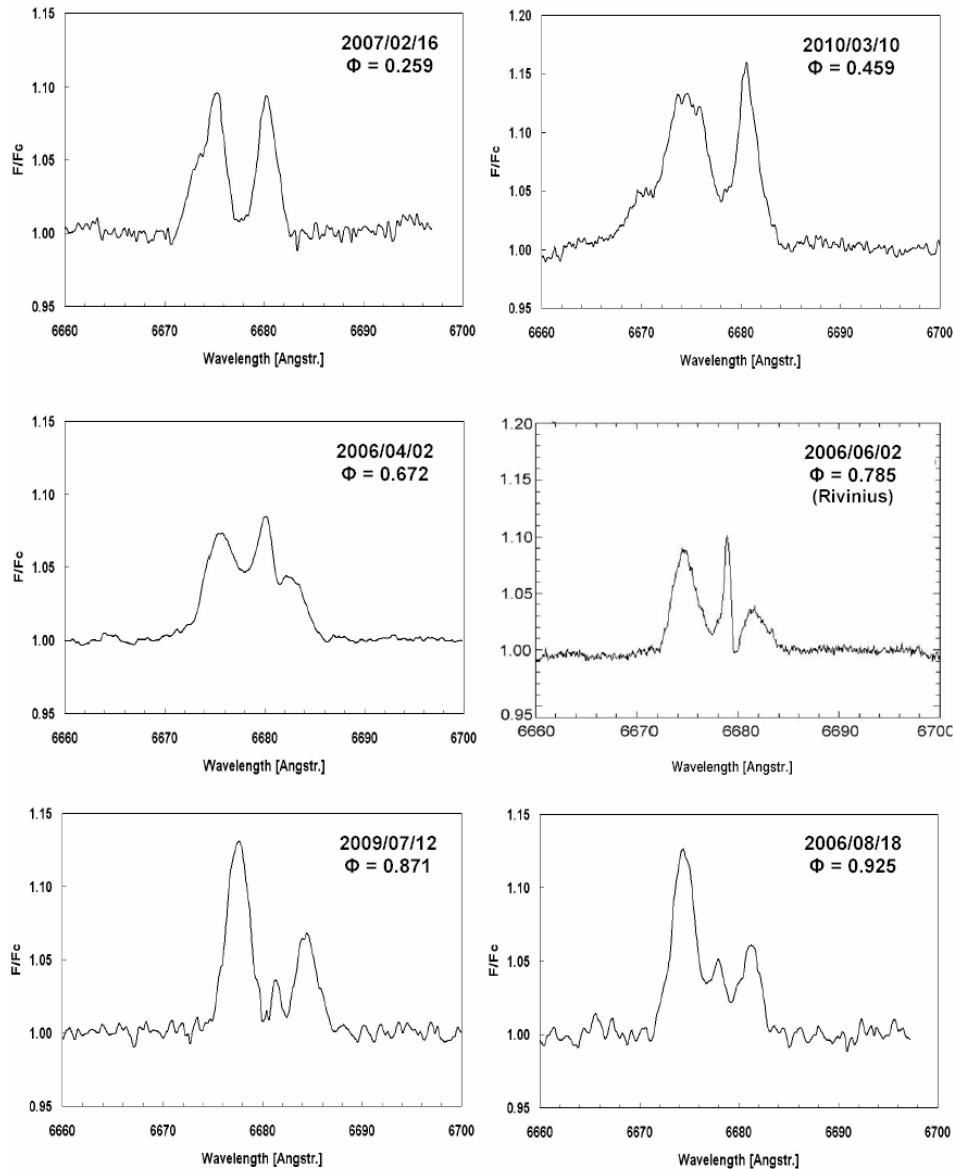 1.15
2007/02/16
Φ = 0.259
1.10
F/Fc
1.05
1.00
0.95
6660 6670 6680 6690 6700
Wavelength [Angstr.]
1.20
2010/03/10
Φ = 0.459
1.15
1.10
F/Fc
1.05
1.00
0.95
6660 6670 6680 6690 6700
Wavelength [Angstr.]
1.15
2006/04/02
Φ = 0.672
1.10
F/Fc
1.05
1.00
0.95
6660 6670 6680 6690 6700
Wavelength [Angstr.]
1.20
2006/06/02
Φ = 0.785
(Rivinius)
1.15
1.10
1.05
1.00
0.95
6660 6670 6680 6690 6700
Wavelength [Angstr.]
1.15
2009/07/12
Φ = 0.871
1.10
F/Fc
1.05
1.00
0.95
6660 6670 6680 6690 6700
Wavelength [Angstr.]
1.15
2006/08/18
Φ = 0.925
1.10
F/Fc
1.05
1.00
0.95
6660 6670 6680 6690 6700
Wavelength [Angstr.]